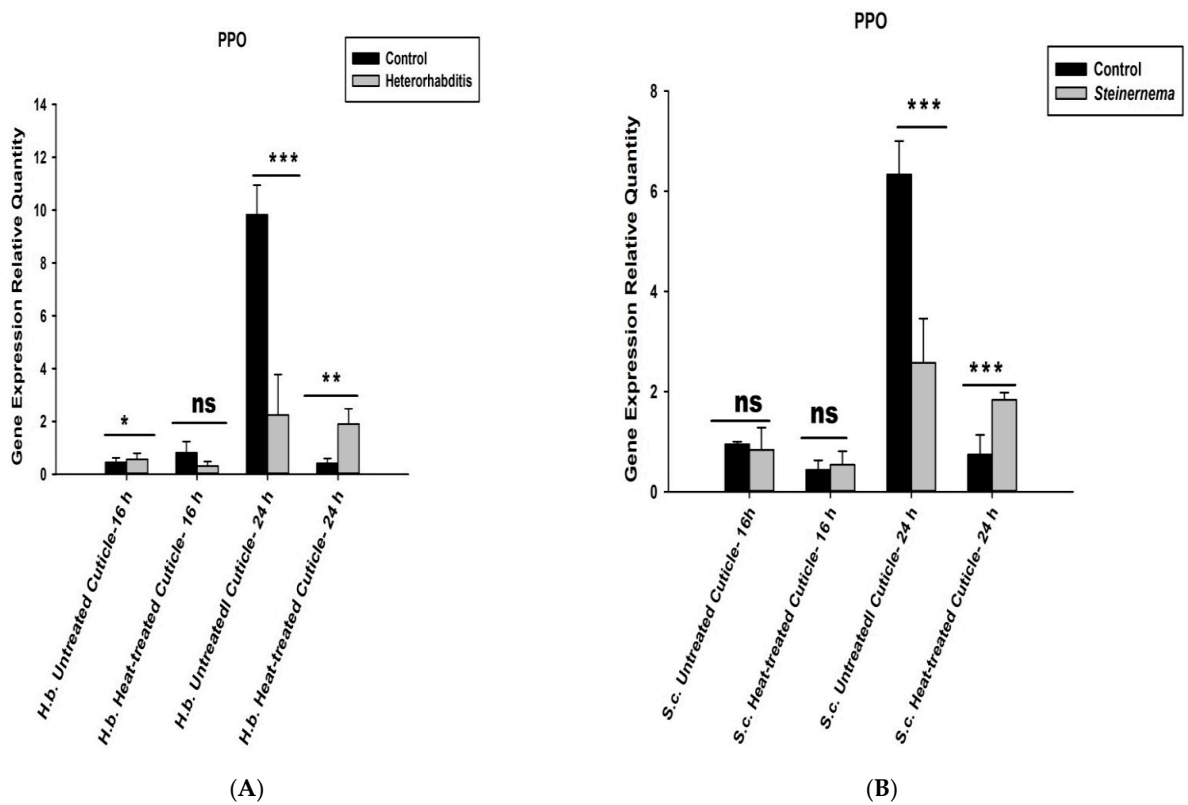 PPO
Control
Heterorhabditis
Gene Expression Relative Quantity
14
12
10
8
6
4
2
0
*
ns
***
**
H.b. Untreated Cuticle-16 h
H.b. Heat-treated Cuticle- 16 h
H.b. Untreatedl Cuticle- 24 h
H.b. Heat-treated Cuticle- 24 h
(A)
PPO
Control
Steinernema
Gene Expression Relative Quantity
8
6
4
2
0
ns
ns
***
***
S.c. Untreated Cuticle- 16h
S.c. Heat-treated Cuticle- 16 h
S.c. Untreatedl Cuticle- 24 h
S.c. Heat-treated Cuticle- 24 h
(B)